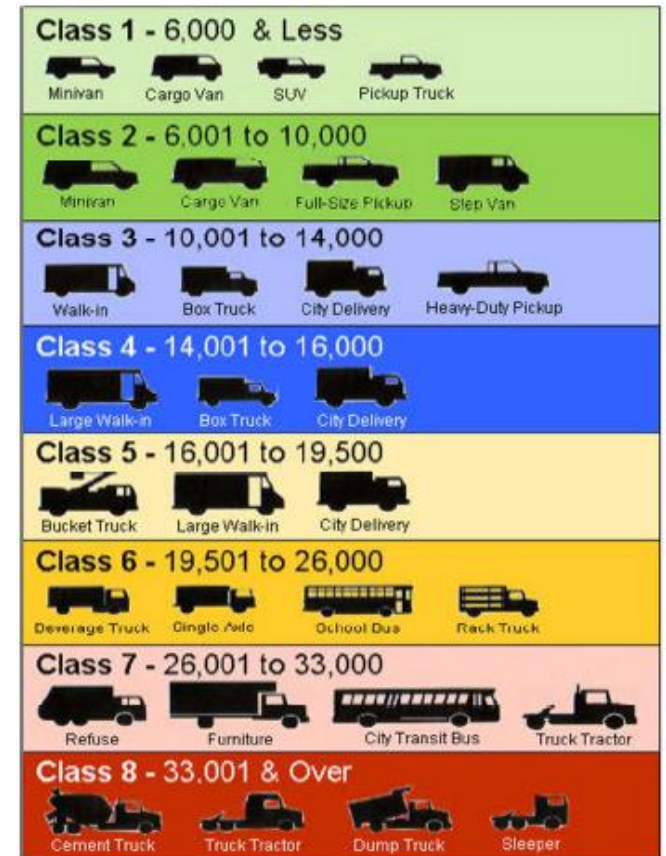 Class 1 - 6,000 & Less
Minivan Cargo Van SUV Pickup Truck
Class 2 - 6,001 to 10,000
Minivan Cargo Van Full-Size Pickup Step Van
Class 3 - 10,001 to 14,000
Walk-in Box Truck City Delivery Heavy-Duty Pickup
Class 4 - 14,001 to 16,000
Large Walk-in Box Truck City Delivery
Class 5 - 16,001 to 19,500
Bucket Truck Large Walk-in City Delivery
Class 6 - 19,501 to 26,000
Beverage Truck Single Axle School Bus Rack Truck
Class 7 - 26,001 to 33,000
Refuse Furniture City Transit Bus Truck Tractor
Class 8 - 33,001 & Over
Cement Truck Truck Tractor Dump Truck Sleeper